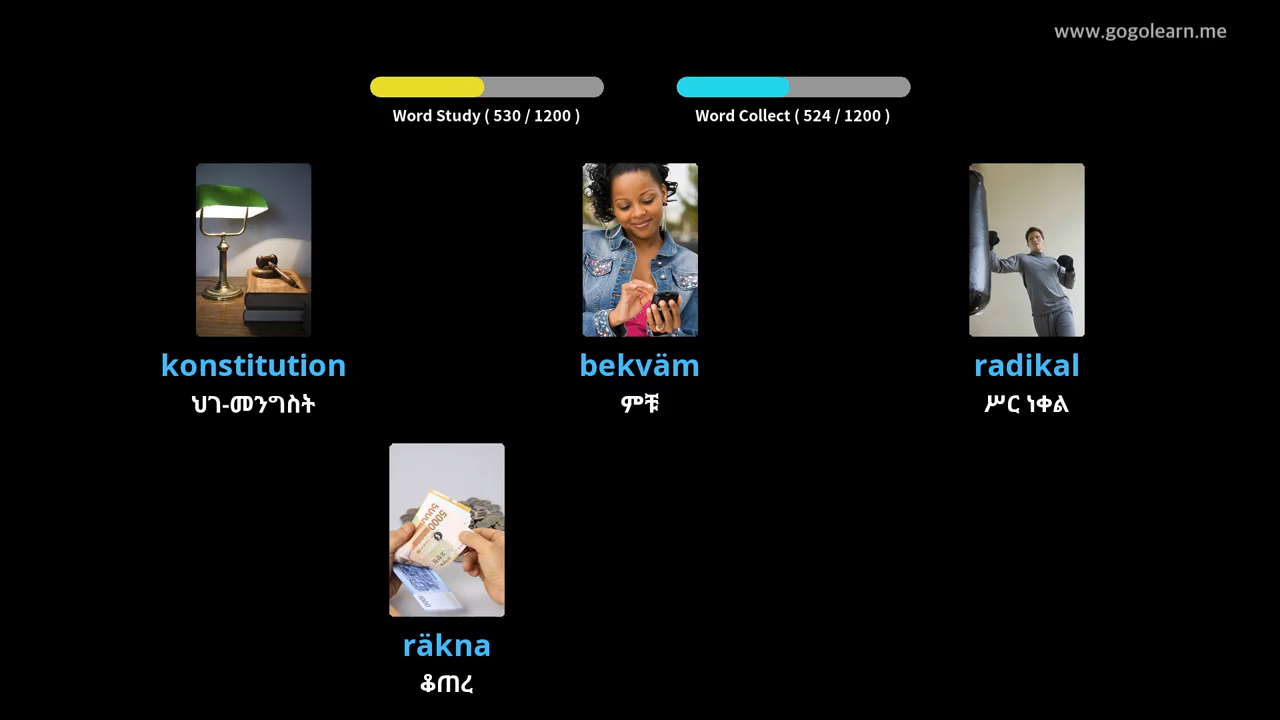 www.gogolearn.me
Word Study ( 530 / 1200 )
Word Collect ( 524 / 1200 )
konstitution
ህገ-መንግስት
bekväm
ምቹ
radikal
ሥር ነቀል
5000
räkna
ቆጠረ